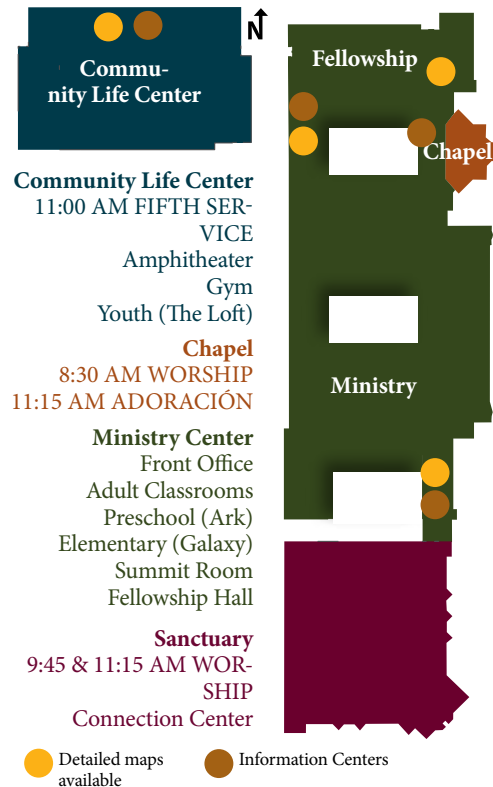 N
Commu-
nity Life Center
Fellowship
Chapel
Ministry
Community Life Center
11:00 AM FIFTH SER-
VICE
Amphitheater
Gym
Youth (The Loft)
Chapel
8:30 AM WORSHIP
11:15 AM ADORACIÓN
Ministry Center
Front Office
Adult Classrooms
Preschool (Ark)
Elementary (Galaxy)
Summit Room
Fellowship Hall
Sanctuary
9:45 & 11:15 AM WOR-
SHIP
Connection Center
Detailed maps
available
Information Centers